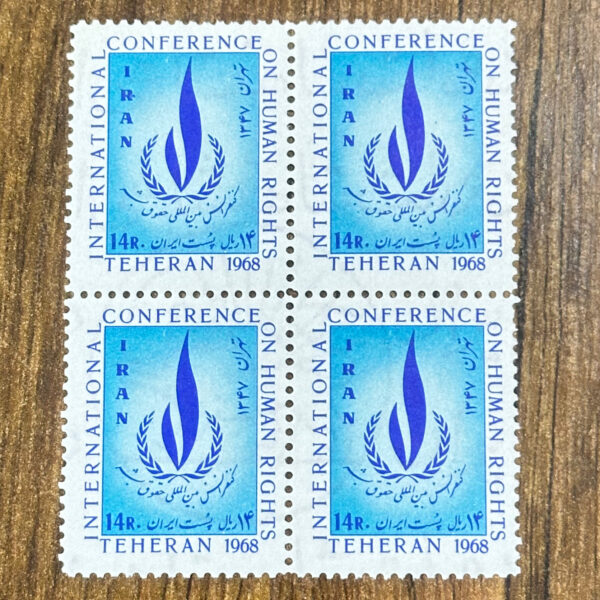 INTERNATIONAL CONFERENCE ON HUMAN RIGHTS
IRAN
تهران ۱۳۴۷
کنفرانس بین المللی حقوق بشر
14R. ۱۴ ریال پست ایران
TEHERAN 1968
INTERNATIONAL CONFERENCE ON HUMAN RIGHTS
IRAN
تهران ۱۳۴۷
کنفرانس بین المللی حقوق بشر
14R. ۱۴ ریال پست ایران
TEHERAN 1968
INTERNATIONAL CONFERENCE ON HUMAN RIGHTS
IRAN
تهران ۱۳۴۷
کنفرانس بین المللی حقوق بشر
14R. ۱۴ ریال پست ایران
TEHERAN 1968
INTERNATIONAL CONFERENCE ON HUMAN RIGHTS
IRAN
تهران ۱۳۴۷
کنفرانس بین المللی حقوق بشر
14R. ۱۴ ریال پست ایران
TEHERAN 1968